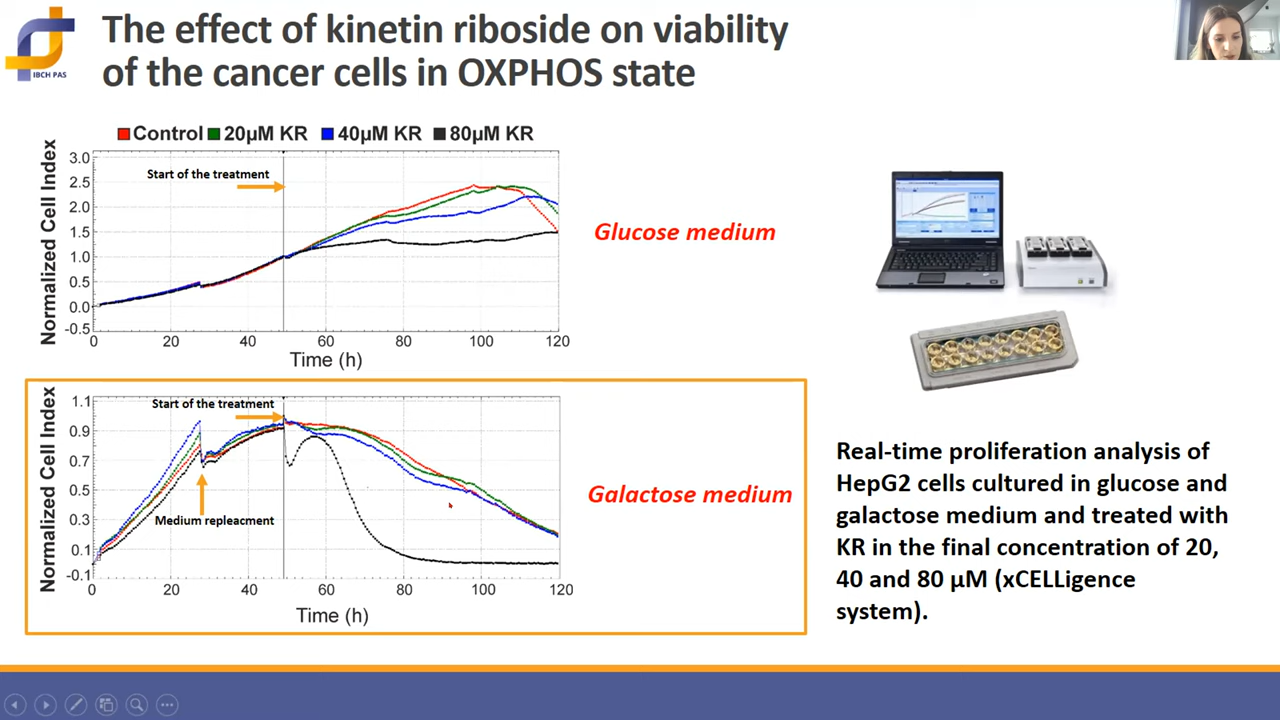 The effect of kinetin riboside on viability
of the cancer cells in OXPHOS state
IBCH PAS
Control 20µM KR 40µM KR 80µM KR
Normalized Cell Index
3.0
2.5
2.0
1.5
1.0
0.5
0.0
-0.5
Start of the treatment
0 20 40 60 80 100 120
Time (h)
Glucose medium
Normalized Cell Index
1.1
0.9
0.7
0.5
0.3
0.1
-0.1
Start of the treatment
Medium repleacment
0 20 40 60 80 100 120
Time (h)
Galactose medium
Real-time proliferation analysis of
HepG2 cells cultured in glucose and
galactose medium and treated with
KR in the final concentration of 20,
40 and 80 µM (xCELLigence
system).